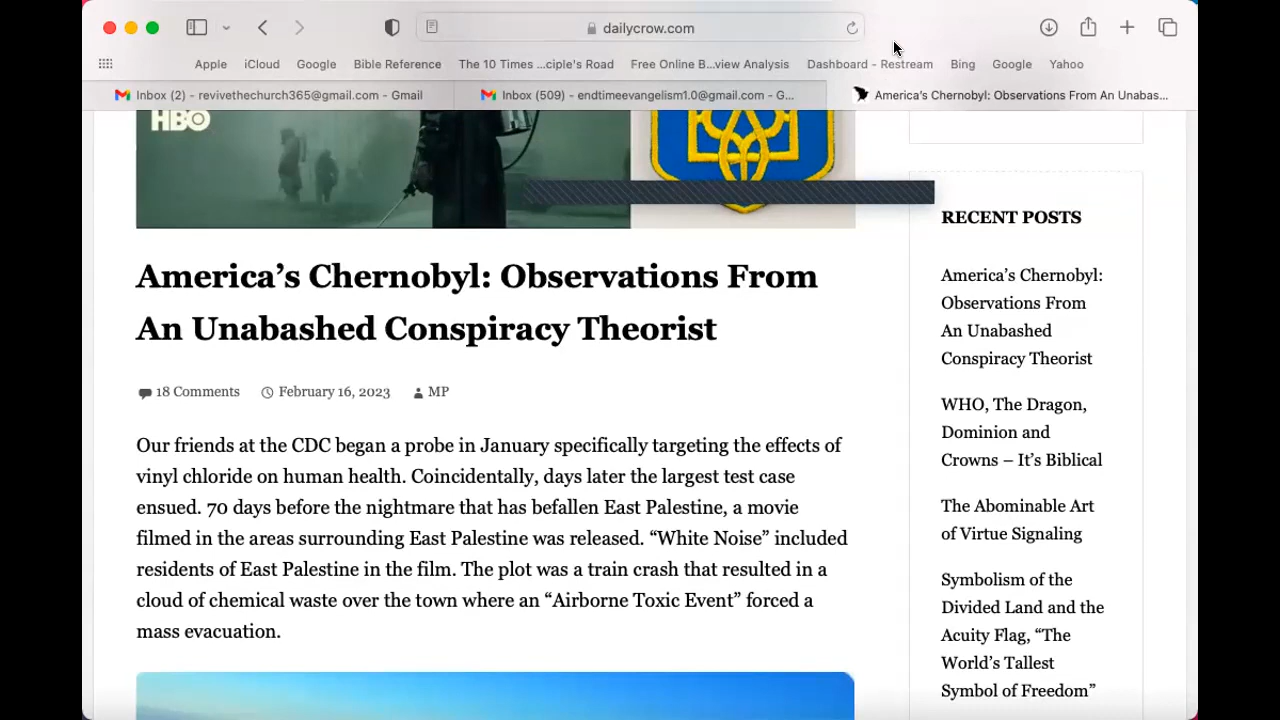 dailycrow.com
Apple iCloud Google Bible Reference The 10 Times ...ciple's Road Free Online B...view Analysis Dashboard - Restream Bing Google Yahoo
Inbox (2) - revivethechurch365@gmail.com - Gmail
Inbox (509) - endtimeevangelism1.0@gmail.com - G...
America's Chernobyl: Observations From An Unabas...
HBO
America's Chernobyl: Observations From
An Unabashed Conspiracy Theorist
18 Comments February 16, 2023 MP
Our friends at the CDC began a probe in January specifically targeting the effects of
vinyl chloride on human health. Coincidentally, days later the largest test case
ensued. 70 days before the nightmare that has befallen East Palestine, a movie
filmed in the areas surrounding East Palestine was released. “White Noise” included
residents of East Palestine in the film. The plot was a train crash that resulted in a
cloud of chemical waste over the town where an “Airborne Toxic Event” forced a
mass evacuation.
RECENT POSTS
America's Chernobyl:
Observations From
An Unabashed
Conspiracy Theorist
WHO, The Dragon,
Dominion and
Crowns – It's Biblical
The Abominable Art
of Virtue Signaling
Symbolism of the
Divided Land and the
Acuity Flag, “The
World's Tallest
Symbol of Freedom”